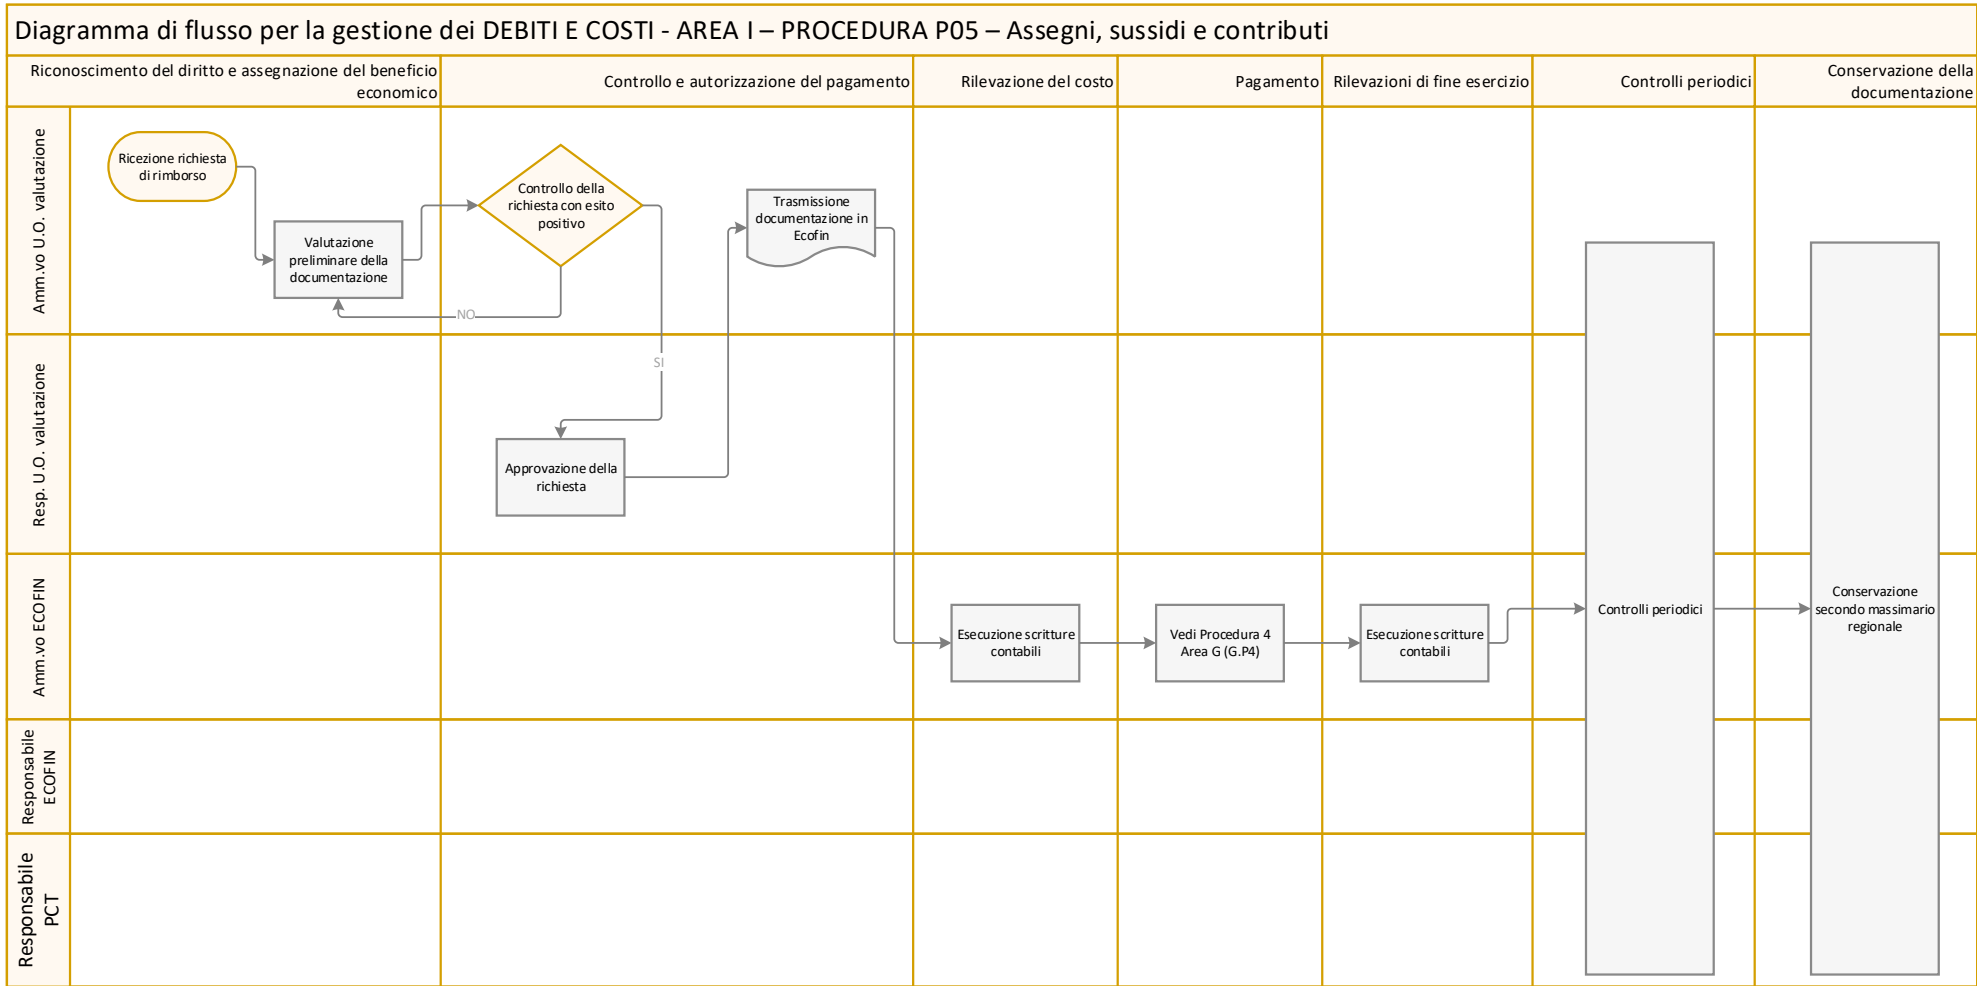 Diagramma di flusso per la gestione dei DEBITI E COSTI - AREA I – PROCEDURA P05 – Assegni, sussidi e contributi
Riconoscimento del diritto e assegnazione del beneficio
economico
Controllo e autorizzazione del pagamento
Rilevazione del costo
Pagamento
Rilevazioni di fine esercizio
Controlli periodici
Conservazione della
documentazione
Amm.vo U.O. valutazione
Ricezione richiesta
di rimborso
Valutazione
preliminare della
documentazione
Controllo della
richiesta con esito
positivo
NO
SI
Trasmissione
documentazione in
Ecofin
Resp. U.O. valutazione
Approvazione della
richiesta
Amm.vo ECOFIN
Esecuzione scritture
contabili
Vedi Procedura 4
Area G (G.P4)
Esecuzione scritture
contabili
Controlli periodici
Conservazione
secondo massimario
regionale
Responsabile
ECOFIN
Responsabile
PCT